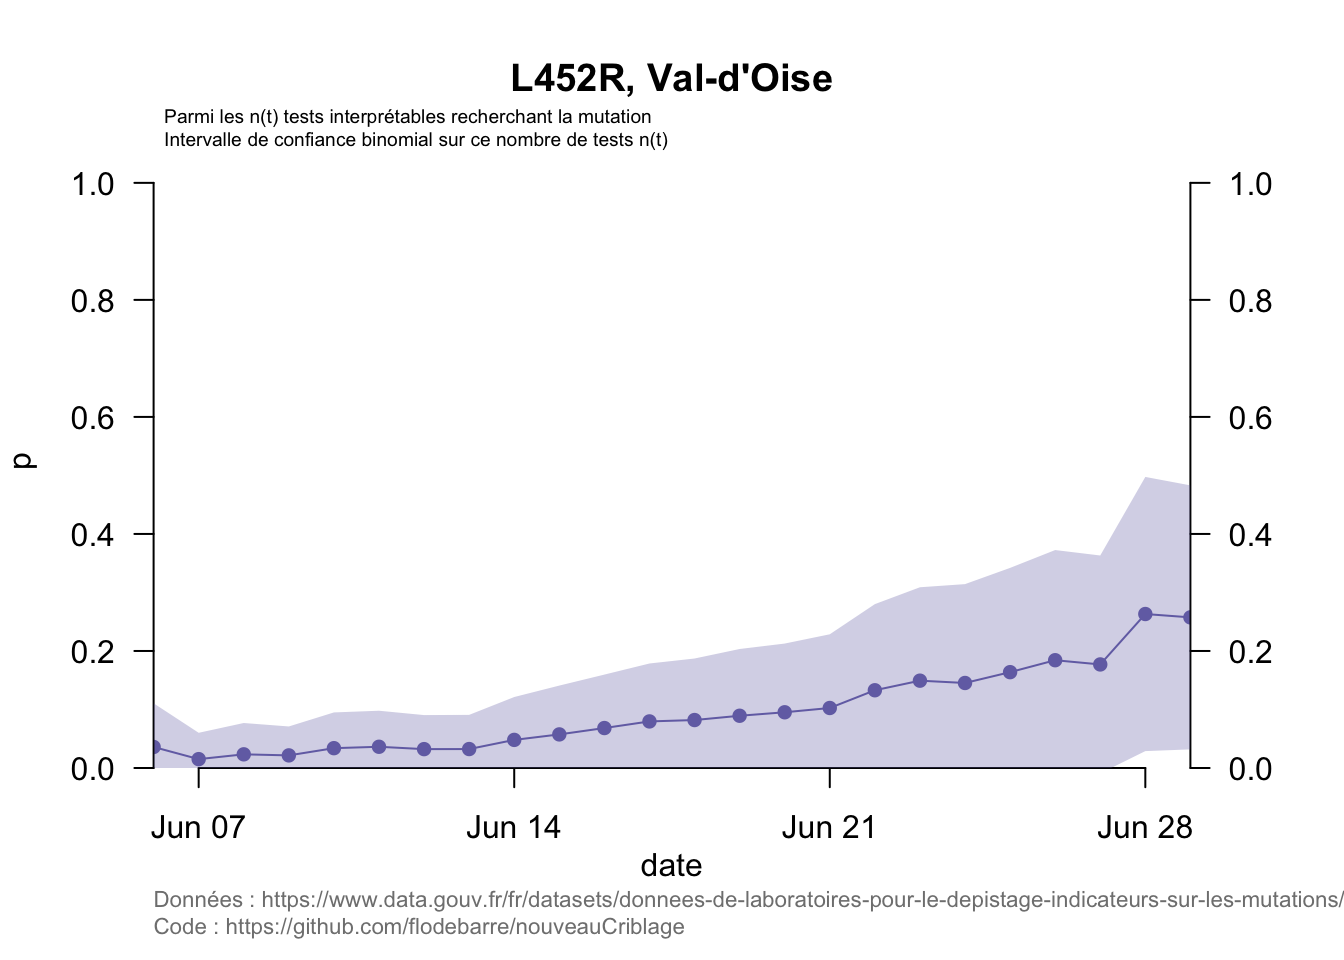 L452R, Val-d'Oise
Parmi les n(t) tests interprétables recherchant la mutation
Intervalle de confiance binomial sur ce nombre de tests n(t)
1.0
0.8
0.6
0.4
0.2
0.0
p
1.0
0.8
0.6
0.4
0.2
0.0
Jun 07 Jun 14 Jun 21 Jun 28
date
Données : https://www.data.gouv.fr/fr/datasets/donnees-de-laboratoires-pour-le-depistage-indicateurs-sur-les-mutations/
Code : https://github.com/flodebarre/nouveauCriblage